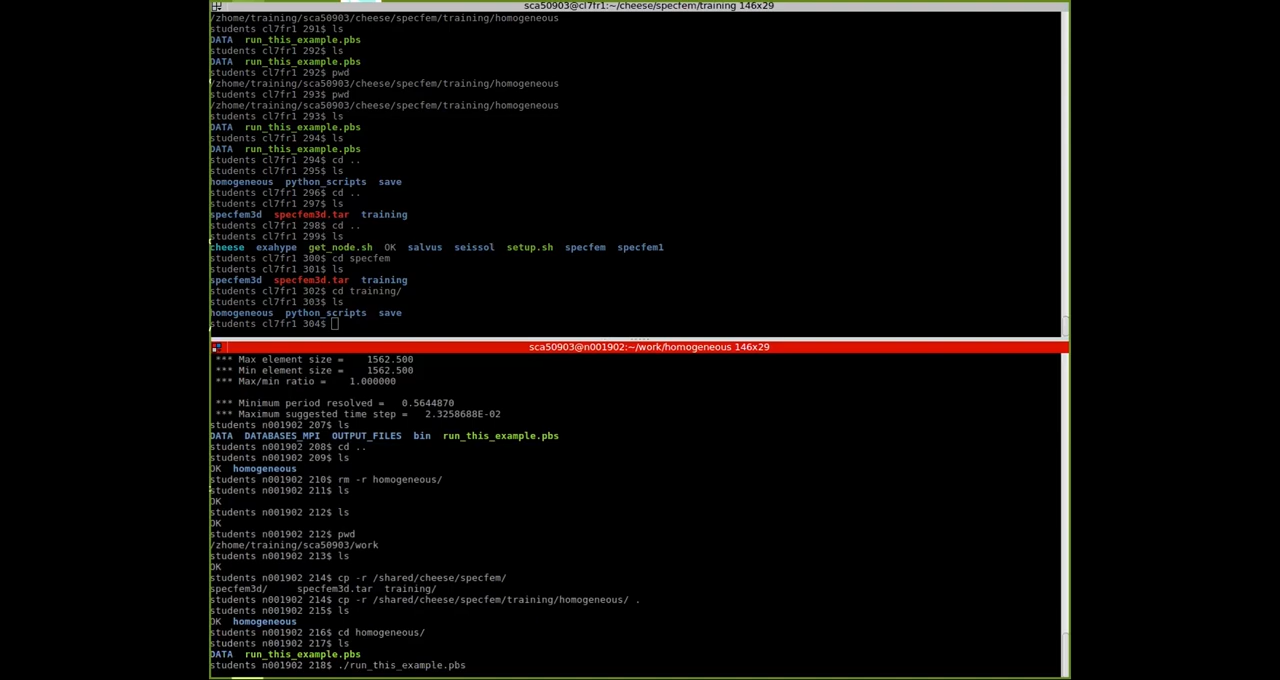 sca50903@cl7fr1:~/cheese/specfem/training 146x29
/zhome/training/sca50903/cheese/specfem/training/homogeneous
students cl7fr1 291$ ls
DATA  run_this_example.pbs
students cl7fr1 292$ ls
DATA  run_this_example.pbs
students cl7fr1 292$ pwd
/zhome/training/sca50903/cheese/specfem/training/homogeneous
students cl7fr1 293$ pwd
/zhome/training/sca50903/cheese/specfem/training/homogeneous
students cl7fr1 293$ ls
DATA  run_this_example.pbs
students cl7fr1 294$ ls
DATA  run_this_example.pbs
students cl7fr1 294$ cd ..
students cl7fr1 295$ ls
homogeneous  python_scripts  save
students cl7fr1 296$ cd ..
students cl7fr1 297$ ls
specfem3d  specfem3d.tar  training
students cl7fr1 298$ cd ..
students cl7fr1 299$ ls
cheese  exahype  get_node.sh  OK  salvus  seissol  setup.sh  specfem  specfem1
students cl7fr1 300$ cd specfem
students cl7fr1 301$ ls
specfem3d  specfem3d.tar  training
students cl7fr1 302$ cd training/
students cl7fr1 303$ ls
homogeneous  python_scripts  save
students cl7fr1 304$
sca50903@n001902:~/work/homogeneous 146x29
*** Max element size =    1562.500
*** Min element size =    1562.500
*** Max/min ratio =    1.000000
*** Minimum period resolved =   0.5644870
*** Maximum suggested time step =   2.3258688E-02
students n001902 207$ ls
DATA  DATABASES_MPI  OUTPUT_FILES  bin  run_this_example.pbs
students n001902 208$ cd ..
students n001902 209$ ls
OK  homogeneous
students n001902 210$ rm -r homogeneous/
students n001902 211$ ls
OK
students n001902 212$ ls
OK
students n001902 212$ pwd
/zhome/training/sca50903/work
students n001902 213$ ls
OK
students n001902 214$ cp -r /shared/cheese/specfem/
specfem3d/     specfem3d.tar  training/
students n001902 214$ cp -r /shared/cheese/specfem/training/homogeneous/ .
students n001902 215$ ls
OK  homogeneous
students n001902 216$ cd homogeneous/
students n001902 217$ ls
DATA  run_this_example.pbs
students n001902 218$ ./run_this_example.pbs